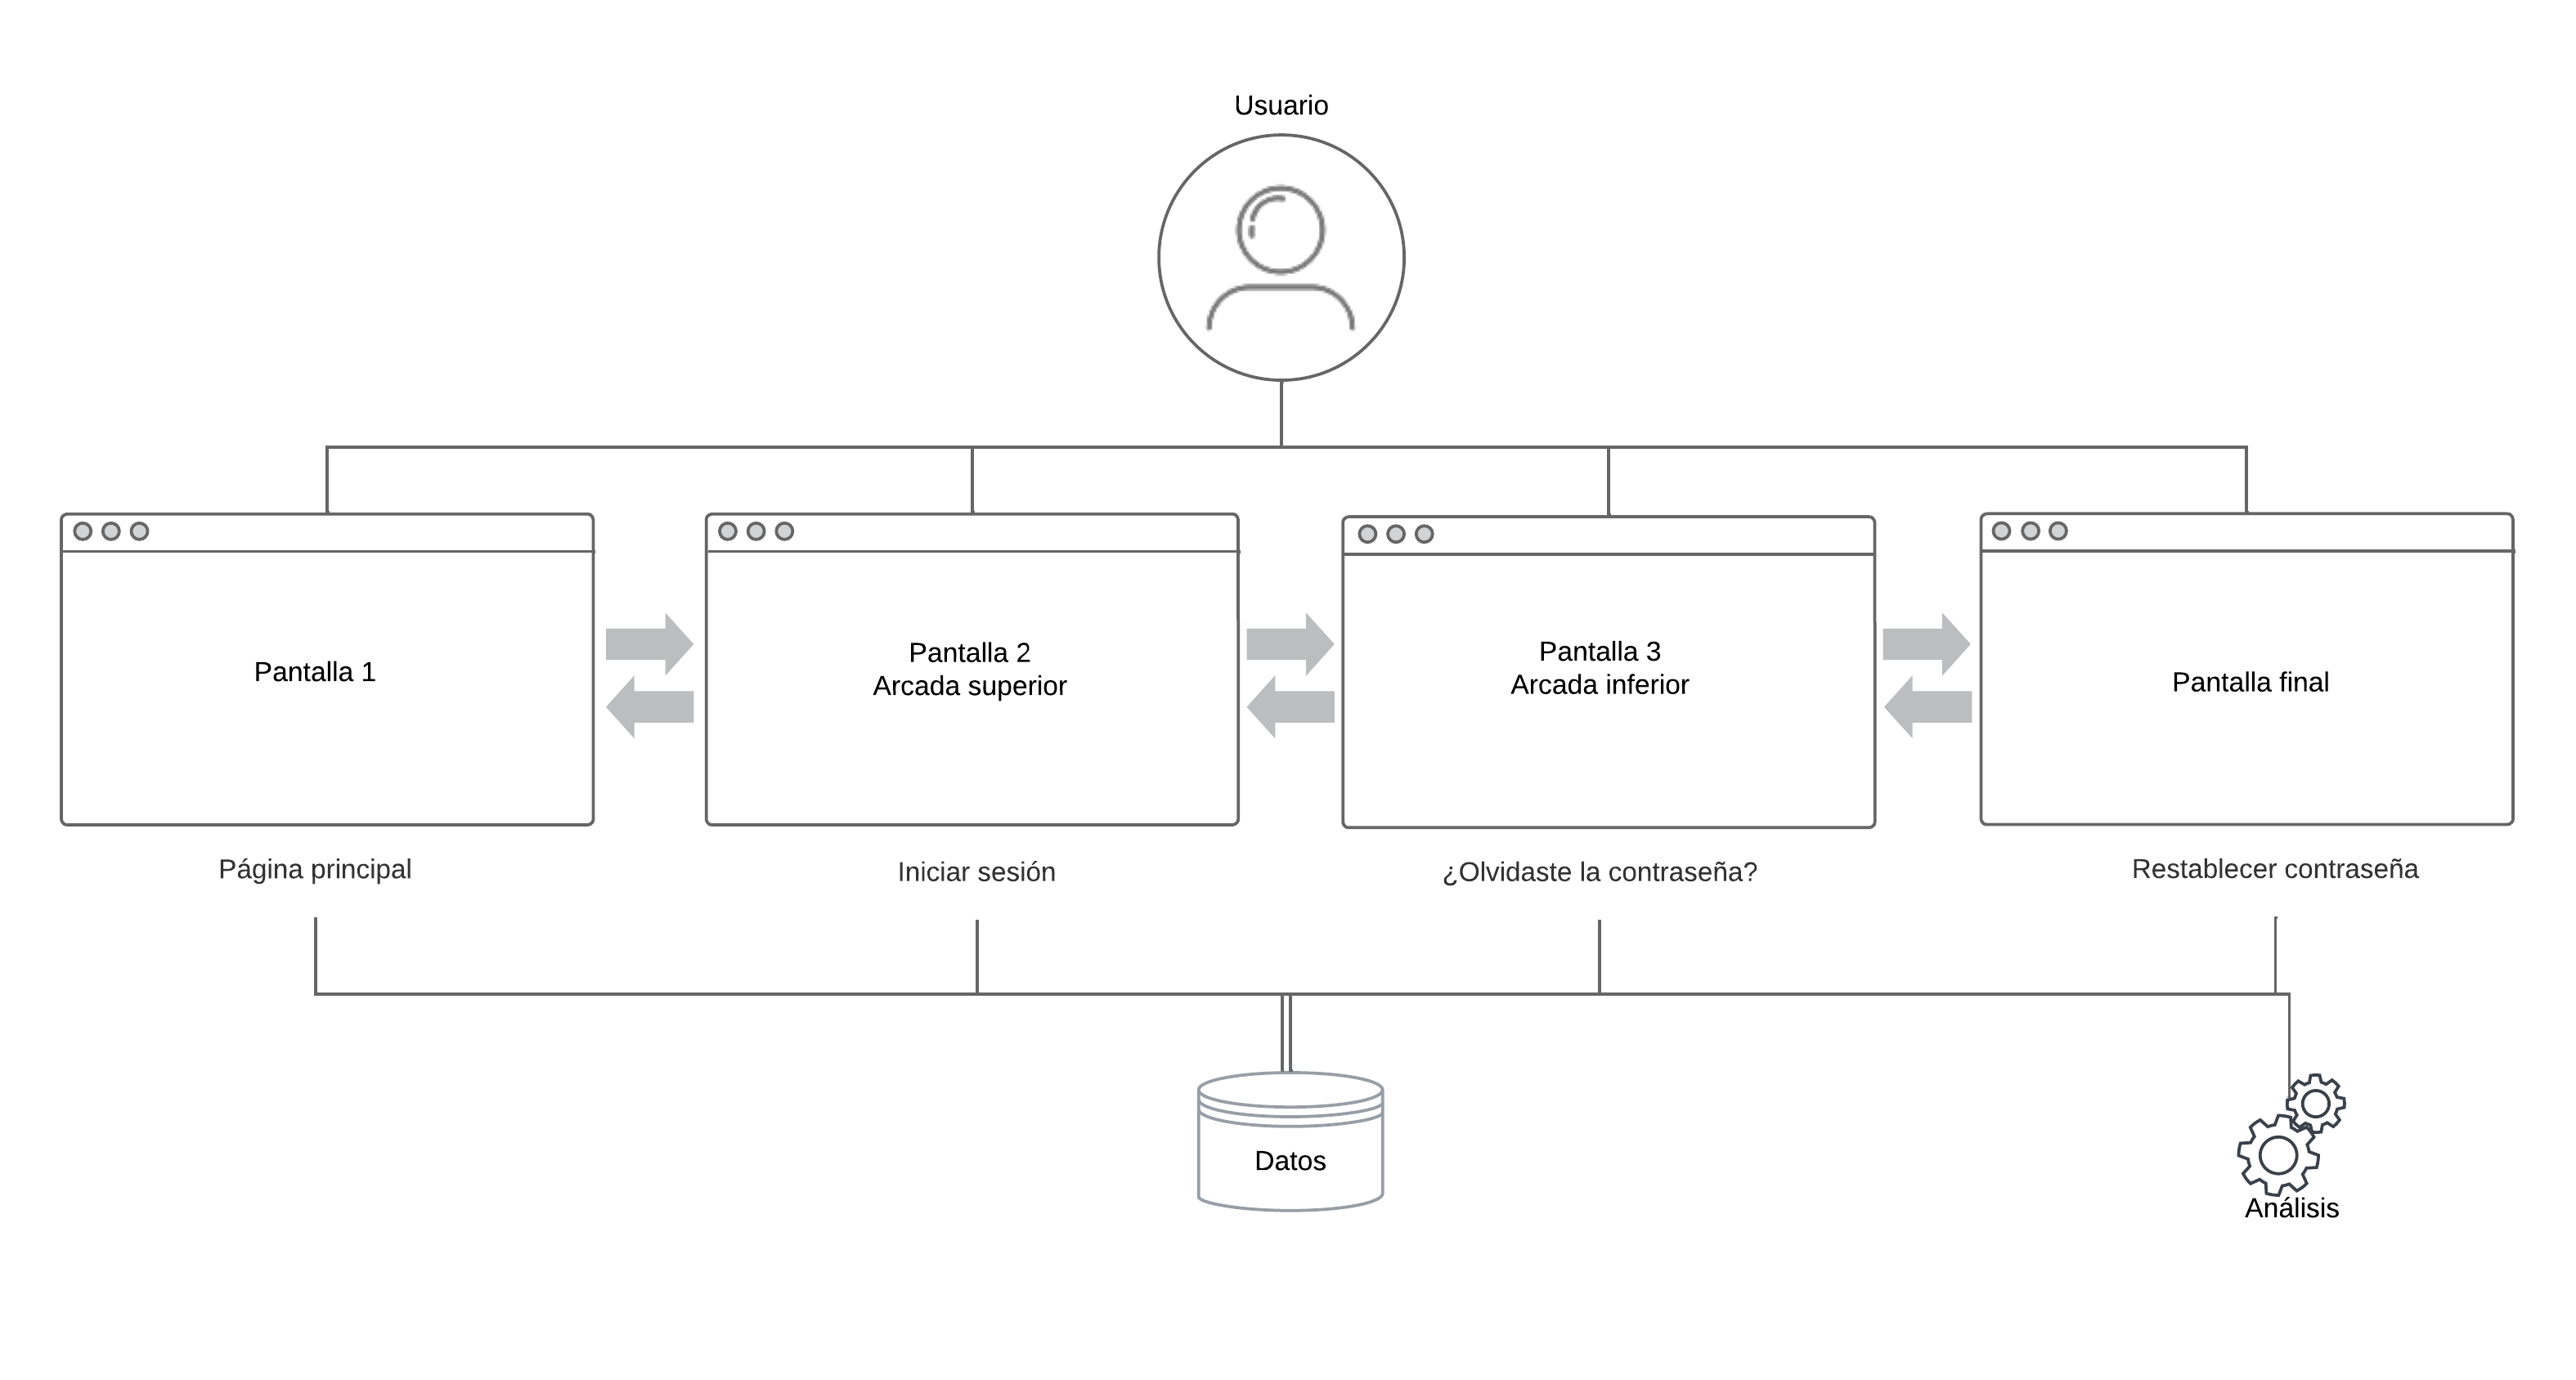 Usuario
Pantalla 1
Pantalla 2
Arcada superior
Pantalla 3
Arcada inferior
Pantalla final
Página principal
Iniciar sesión
¿Olvidaste la contraseña?
Restablecer contraseña
Datos
Análisis